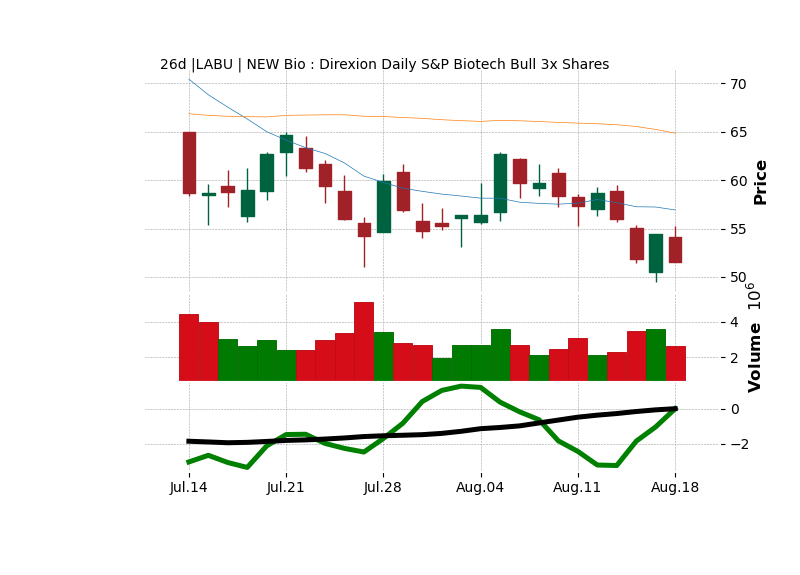 26d |LABU | NEW Bio : Direxion Daily S&P Biotech Bull 3x Shares
70
65
60
55
50
Price
4
2
Volume 10^6
0
−2
Jul.14 Jul.21 Jul.28 Aug.04 Aug.11 Aug.18